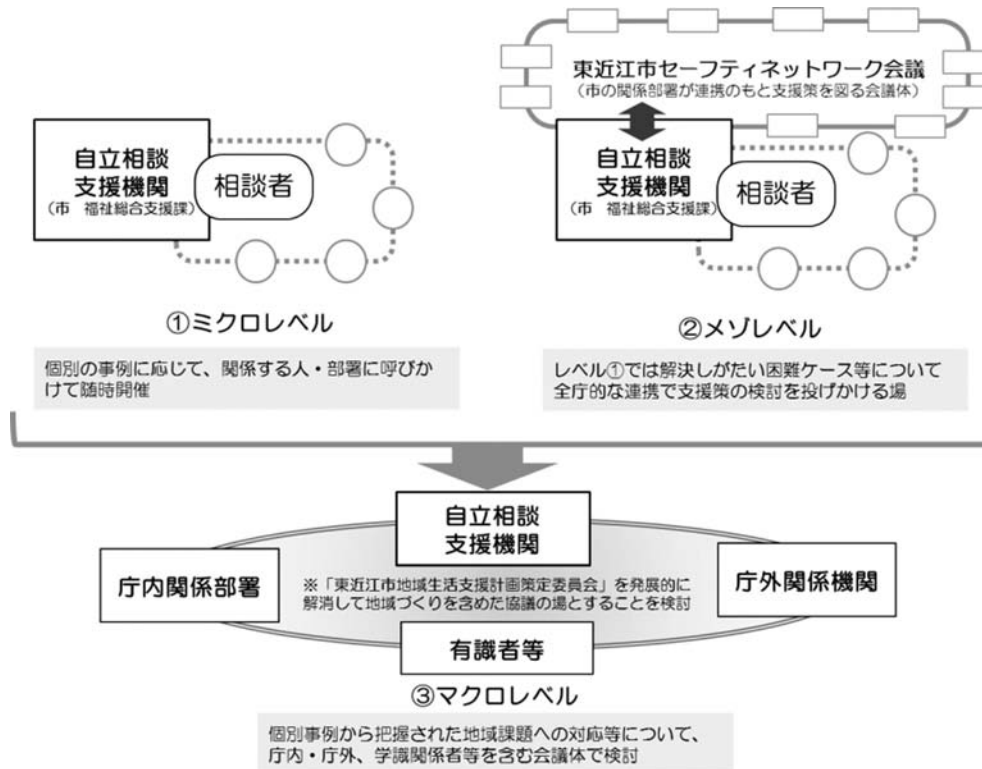 自立相談
支援機関
（市　福祉総合支援課）
相談者
①ミクロレベル
個別の事例に応じて、関係する人・部署に呼びか
けて随時開催
東近江市セーフティネットワーク会議
（市の関係部署が連携のもと支援策を図る会議体）
自立相談
支援機関
（市　福祉総合支援課）
相談者
②メゾレベル
レベル①では解決しがたい困難ケース等について
全庁的な連携で支援策の検討を投げかける場
自立相談
支援機関
庁内関係部署
※「東近江市地域生活支援計画策定委員会」を発展的に
解消して地域づくりを含めた協議の場とすることを検討
庁外関係機関
有識者等
③マクロレベル
個別事例から把握された地域課題への対応等について、
庁内・庁外、学識関係者等を含む会議体で検討